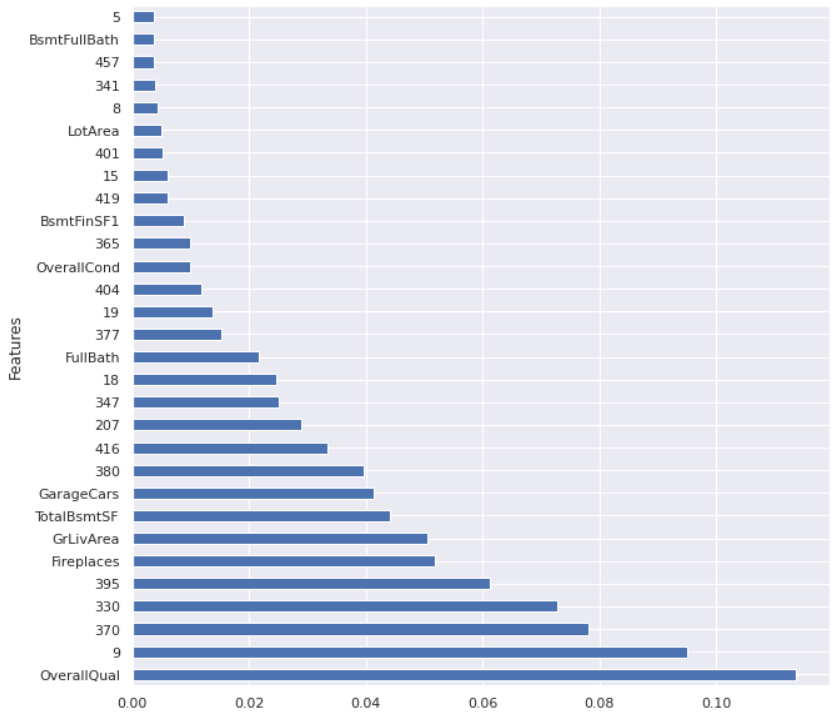 5
BsmtFullBath
457
341
8
LotArea
401
15
419
BsmtFinSF1
365
OverallCond
404
19
377
FullBath
18
347
207
416
380
GarageCars
TotalBsmtSF
GrLivArea
Fireplaces
395
330
370
9
OverallQual
Features
0.00 0.02 0.04 0.06 0.08 0.10